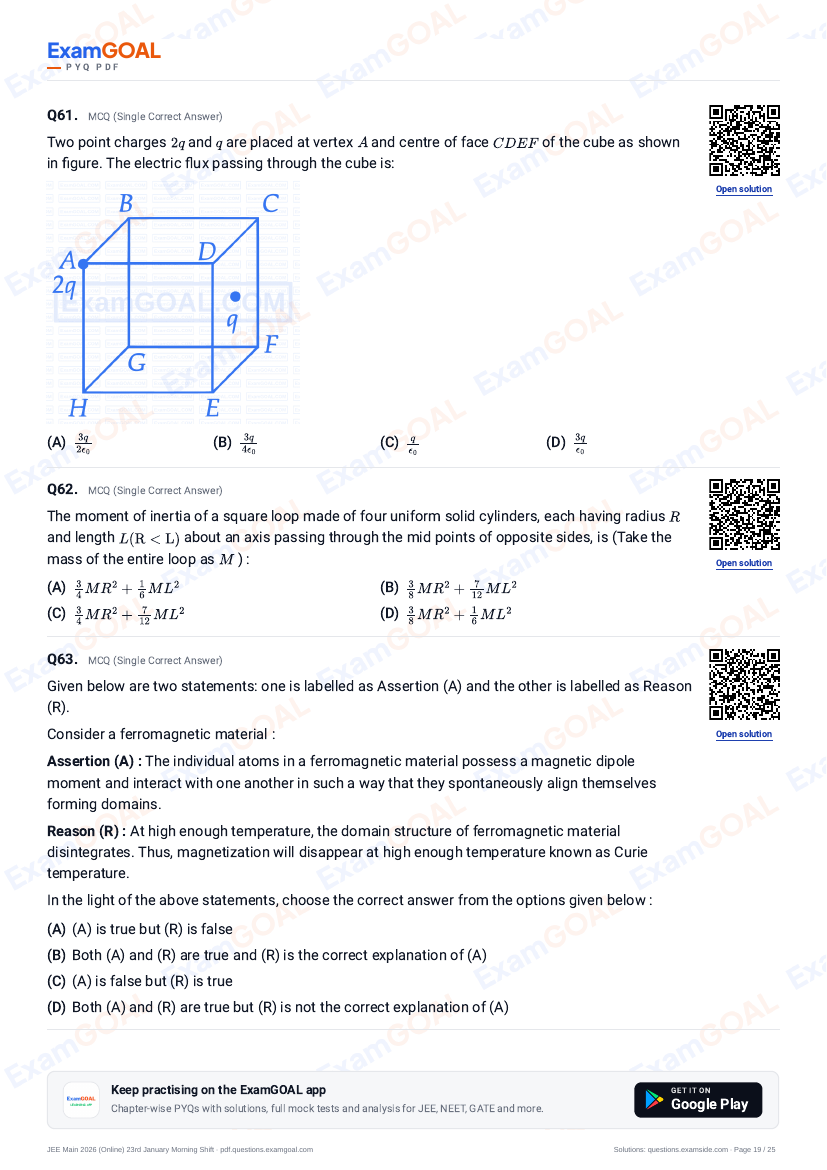 ExamGOAL
PYQ PDF
Q61. MCQ (Single Correct Answer)
Two point charges 2q and q are placed at vertex A and centre of face CDEF of the cube as shown
in figure. The electric flux passing through the cube is:
Open solution
B
C
A
D
2q
ExamGOAL.COM
q
F
G
H
E
(A) 3q/2ϵ₀ (B) 3q/4ϵ₀ (C) q/ϵ₀ (D) 3q/ϵ₀
Q62. MCQ (Single Correct Answer)
The moment of inertia of a square loop made of four uniform solid cylinders, each having radius R
and length L(R < L) about an axis passing through the mid points of opposite sides, is (Take the
mass of the entire loop as M ) :
Open solution
(A) 3/4 MR² + 1/6 ML² (B) 3/8 MR² + 7/12 ML²
(C) 3/4 MR² + 7/12 ML² (D) 3/8 MR² + 1/6 ML²
Q63. MCQ (Single Correct Answer)
Given below are two statements: one is labelled as Assertion (A) and the other is labelled as Reason
(R).
Open solution
Consider a ferromagnetic material :
Assertion (A) : The individual atoms in a ferromagnetic material possess a magnetic dipole
moment and interact with one another in such a way that they spontaneously align themselves
forming domains.
Reason (R) : At high enough temperature, the domain structure of ferromagnetic material
disintegrates. Thus, magnetization will disappear at high enough temperature known as Curie
temperature.
In the light of the above statements, choose the correct answer from the options given below :
(A) (A) is true but (R) is false
(B) Both (A) and (R) are true and (R) is the correct explanation of (A)
(C) (A) is false but (R) is true
(D) Both (A) and (R) are true but (R) is not the correct explanation of (A)
ExamGOAL
Keep practising on the ExamGOAL app
Chapter-wise PYQs with solutions, full mock tests and analysis for JEE, NEET, GATE and more.
GET IT ON
Google Play
JEE Main 2026 (Online) 23rd January Morning Shift · pdf.questions.examgoal.com
Solutions: questions.examside.com · Page 19 / 25